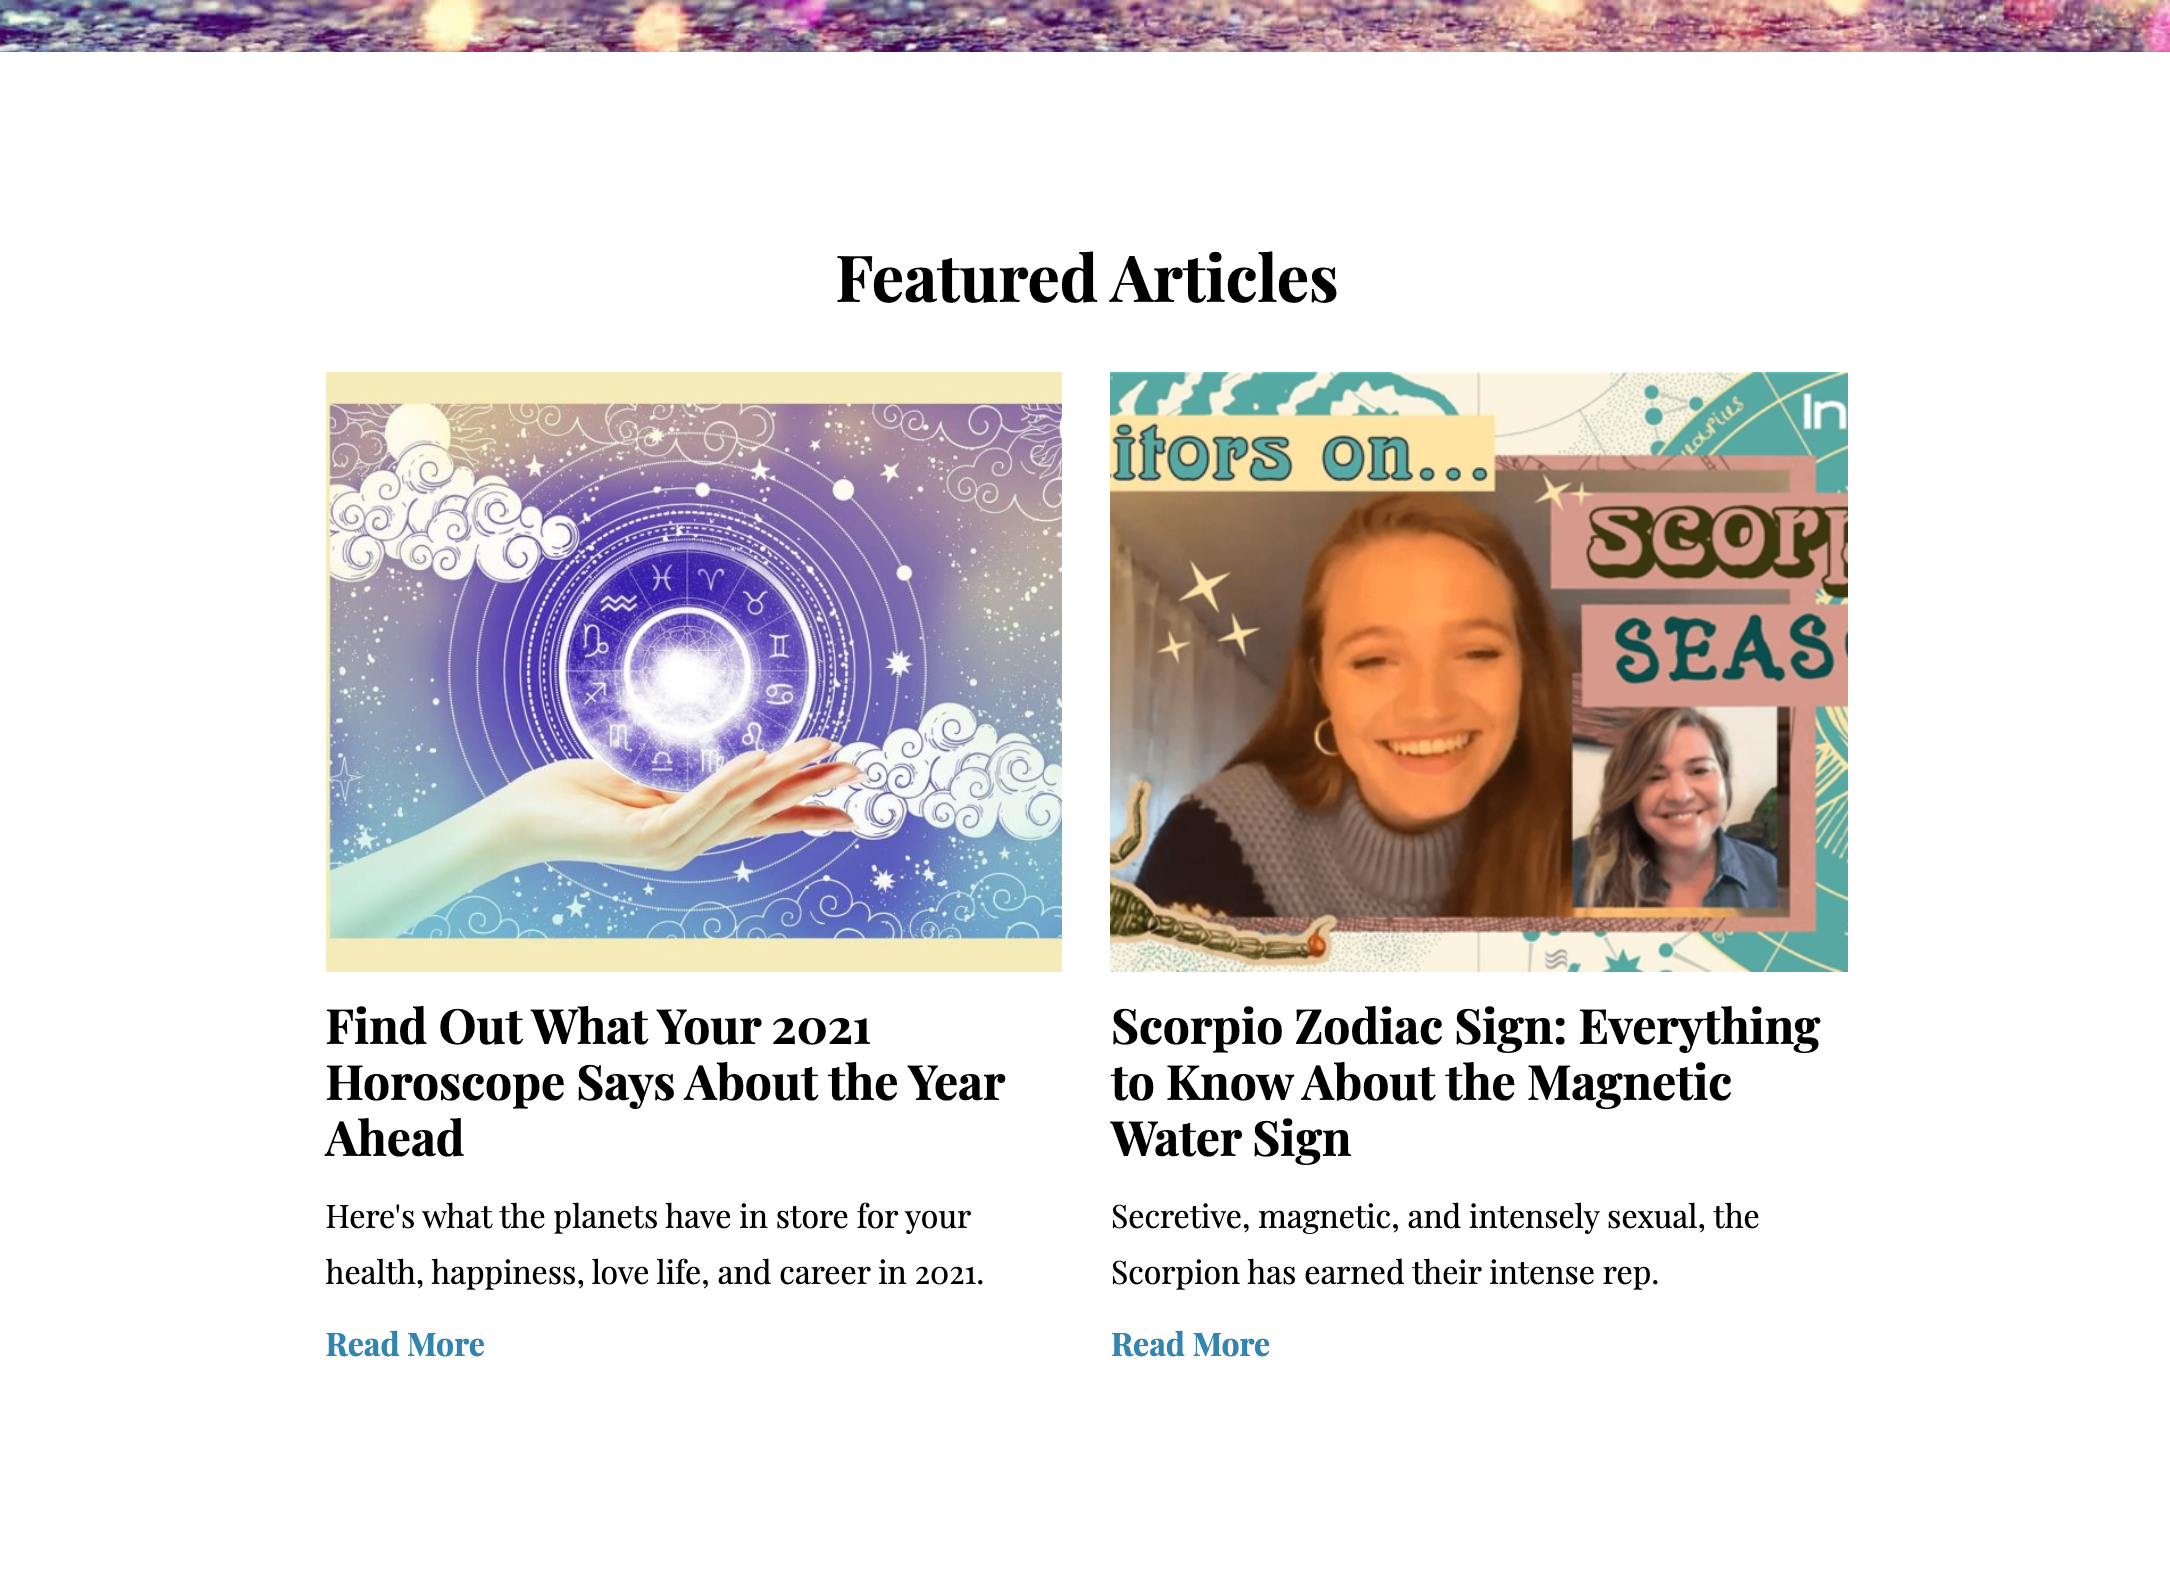 Featured Articles
itors on...
In
SCORP
SEAS
Find Out What Your 2021
Horoscope Says About the Year
Ahead
Here's what the planets have in store for your
health, happiness, love life, and career in 2021.
Read More
Scorpio Zodiac Sign: Everything
to Know About the Magnetic
Water Sign
Secretive, magnetic, and intensely sexual, the
Scorpion has earned their intense rep.
Read More